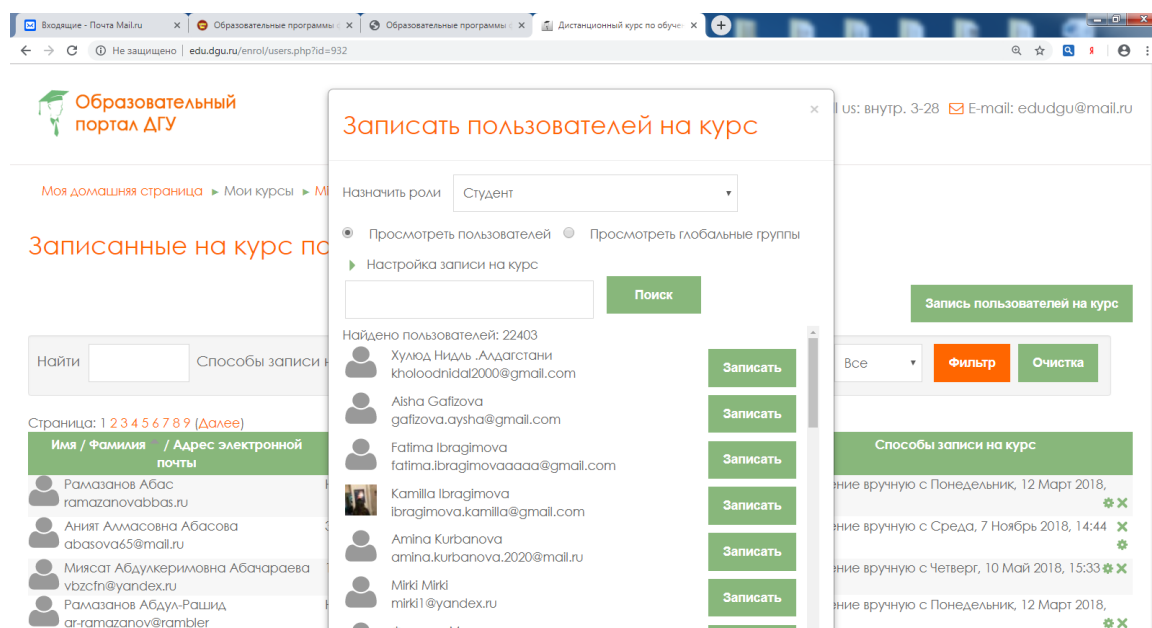 Входящие - Почта Mail.ru
Образовательные программы с
Образовательные программы с
Дистанционный курс по обуче
Не защищено | edu.dgu.ru/enrol/users.php?id=932
Образовательный
портал ДГУ
l us: внутр. 3-28 E-mail: edudgu@mail.ru
Моя домашняя страница ► Мои курсы ►
Записанные на курс по
Запись пользователей на курс
Записать пользователей на курс
Назначить роли Студент
Просмотреть пользователей Просмотреть глобальные группы
Настройка записи на курс
Поиск
Найдено пользователей: 22403
Хулюд Нидль .Алдагстани
kholoodnidal2000@gmail.com
Записать
Aisha Gafizova
gafizova.aysha@gmail.com
Записать
Fatima Ibragimova
fatima.ibragimovaaaaa@gmail.com
Записать
Kamilla Ibragimova
ibragimova.kamilla@gmail.com
Записать
Amina Kurbanova
amina.kurbanova.2020@mail.ru
Записать
Mirki Mirki
mirki1@yandex.ru
Записать
Найти Способы записи
Все Фильтр Очистка
Страница: 1 2 3 4 5 6 7 8 9 (Далее)
Имя / Фамилия / Адрес электронной
почты
Способы записи на курс
Рамазанов Абас
ramazanovabbas.ru
ение вручную с Понедельник, 12 Март 2018,
Аният Алмасовна Абасова
abasova65@mail.ru
ение вручную с Среда, 7 Ноябрь 2018, 14:44
Миясат Абдулкеримовна Абачараева
vbzcfn@yandex.ru
ение вручную с Четверг, 10 Май 2018, 15:33
Рамазанов Абдул-Рашид
ar-ramazanov@rambler
ение вручную с Понедельник, 12 Март 2018,